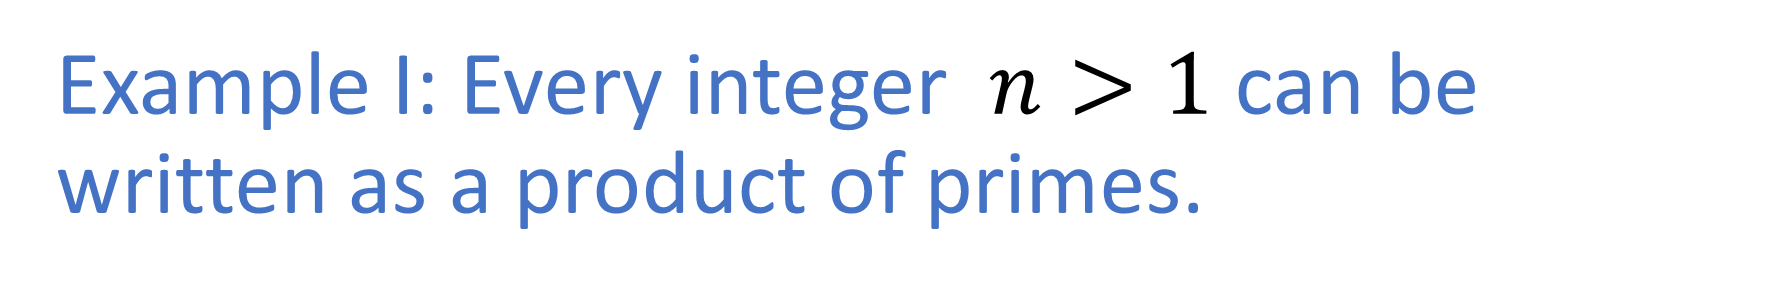 Example I: Every integer n > 1 can be
written as a product of primes.